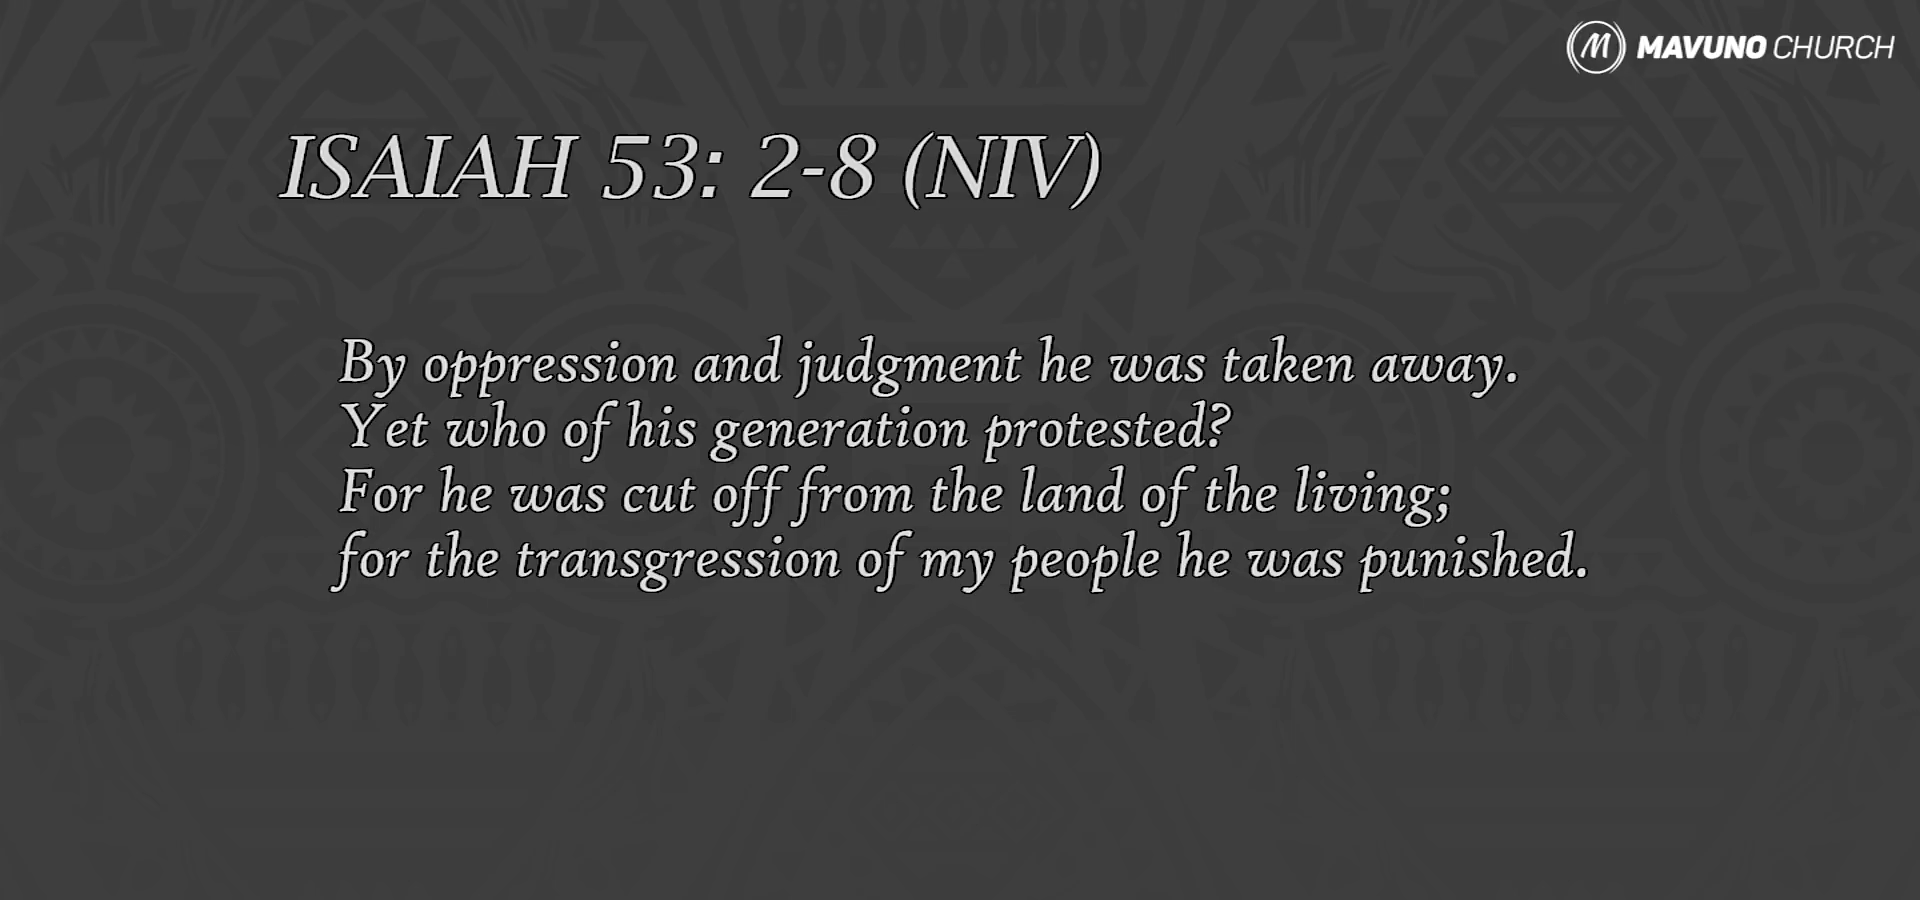 MAVUNO CHURCH
ISAIAH 53: 2-8 (NIV)
By oppression and judgment he was taken away.
Yet who of his generation protested?
For he was cut off from the land of the living;
for the transgression of my people he was punished.